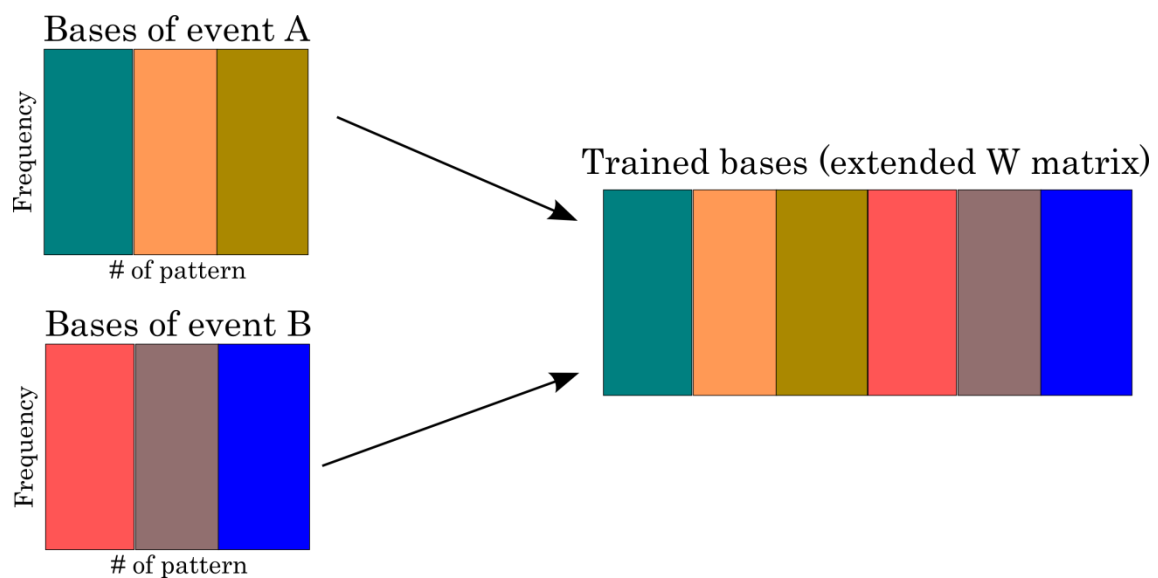 Bases of event A
Frequency
# of pattern
Bases of event B
Frequency
# of pattern
Trained bases (extended W matrix)